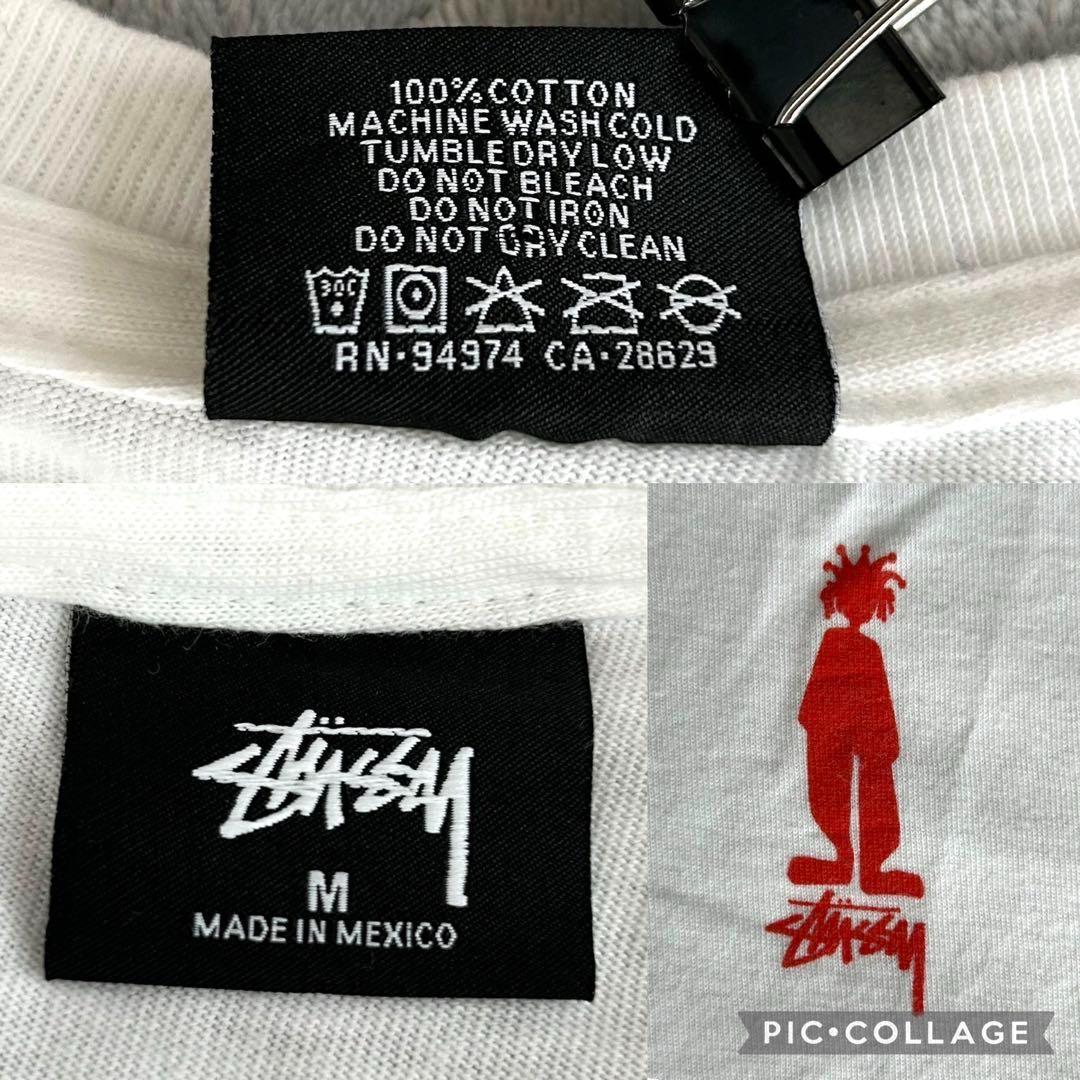 100% COTTON
MACHINE WASH COLD
TUMBLE DRY LOW
DO NOT BLEACH
DO NOT IRON
DO NOT DRY CLEAN
30C
RN·94974 CA·28629
Stüssy
M
MADE IN MEXICO
Stüssy
PIC•COLLAGE